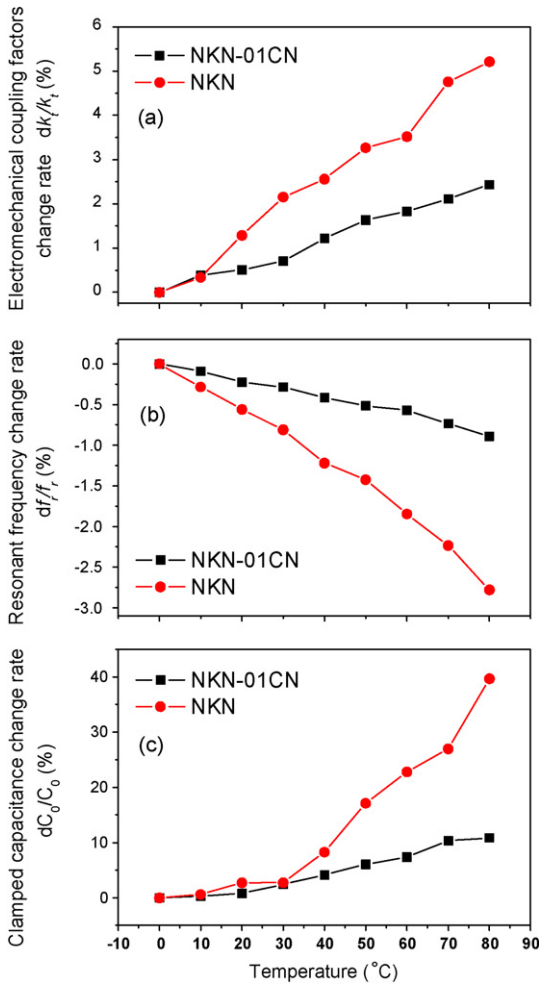 Electromechanical coupling factors
change rate dkt/kt (%)
6
5
4
3
2
1
0
NKN-01CN
NKN
(a)
Resonant frequency change rate
dfr/fr (%)
0.0
-0.5
-1.0
-1.5
-2.0
-2.5
-3.0
(b)
NKN-01CN
NKN
Clamped capacitance change rate
dC0/C0 (%)
40
30
20
10
0
NKN-01CN
NKN
(c)
-10 0 10 20 30 40 50 60 70 80 90
Temperature (°C)